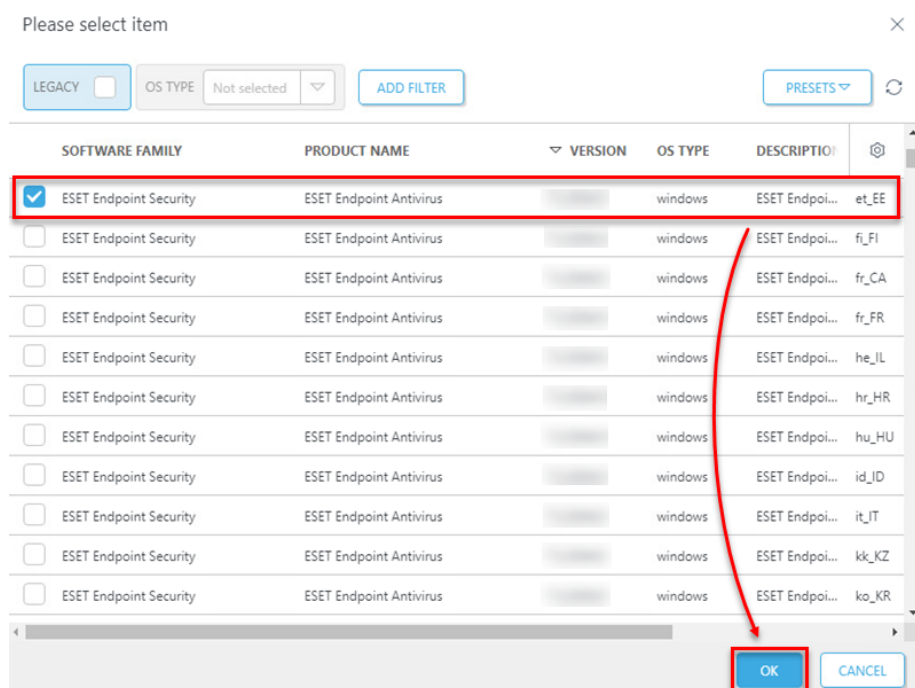 Please select item
LEGACY OS TYPE Not selected ADD FILTER PRESETS
SOFTWARE FAMILY PRODUCT NAME VERSION OS TYPE DESCRIPTION
ESET Endpoint Security ESET Endpoint Antivirus windows ESET Endpoi... et_EE
ESET Endpoint Security ESET Endpoint Antivirus windows ESET Endpoi... fi_FI
ESET Endpoint Security ESET Endpoint Antivirus windows ESET Endpoi... fr_CA
ESET Endpoint Security ESET Endpoint Antivirus windows ESET Endpoi... fr_FR
ESET Endpoint Security ESET Endpoint Antivirus windows ESET Endpoi... he_IL
ESET Endpoint Security ESET Endpoint Antivirus windows ESET Endpoi... hr_HR
ESET Endpoint Security ESET Endpoint Antivirus windows ESET Endpoi... hu_HU
ESET Endpoint Security ESET Endpoint Antivirus windows ESET Endpoi... id_ID
ESET Endpoint Security ESET Endpoint Antivirus windows ESET Endpoi... it_IT
ESET Endpoint Security ESET Endpoint Antivirus windows ESET Endpoi... kk_KZ
ESET Endpoint Security ESET Endpoint Antivirus windows ESET Endpoi... ko_KR
OK CANCEL